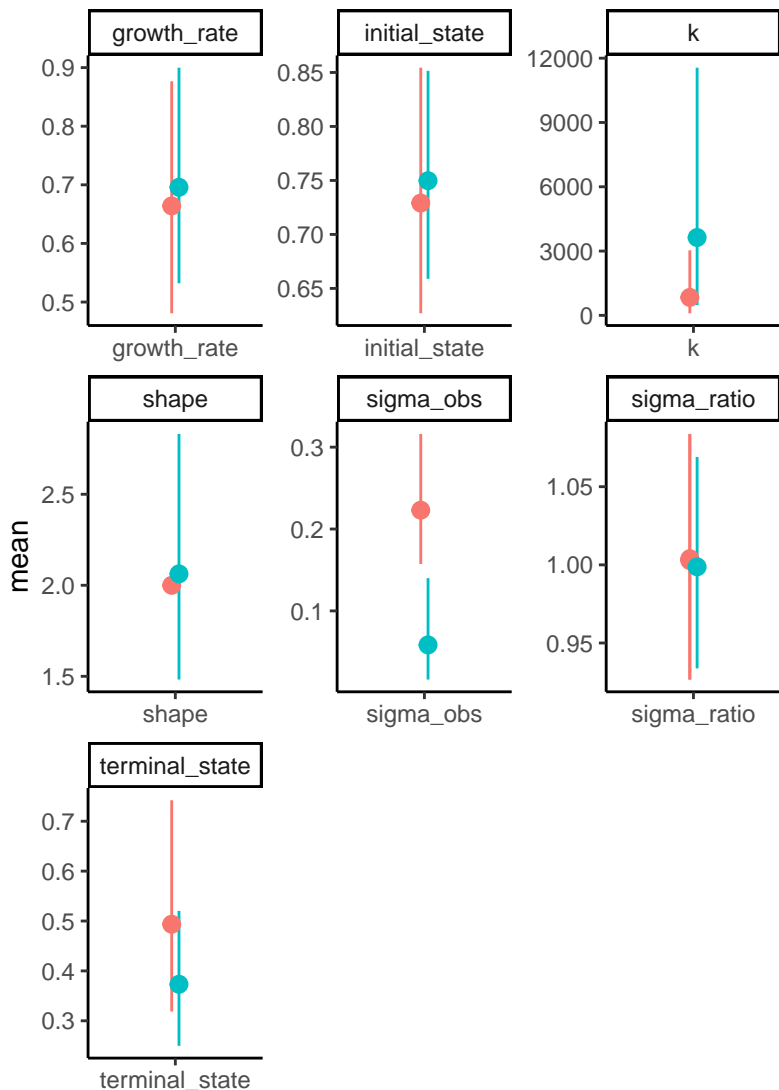 growth_rate
initial_state
k
0.9
0.8
0.7
0.6
0.5
0.85
0.80
0.75
0.70
0.65
12000
9000
6000
3000
0
growth_rate
initial_state
k
shape
sigma_obs
sigma_ratio
mean
2.5
2.0
1.5
0.3
0.2
0.1
1.05
1.00
0.95
shape
sigma_obs
sigma_ratio
terminal_state
0.7
0.6
0.5
0.4
0.3
terminal_state